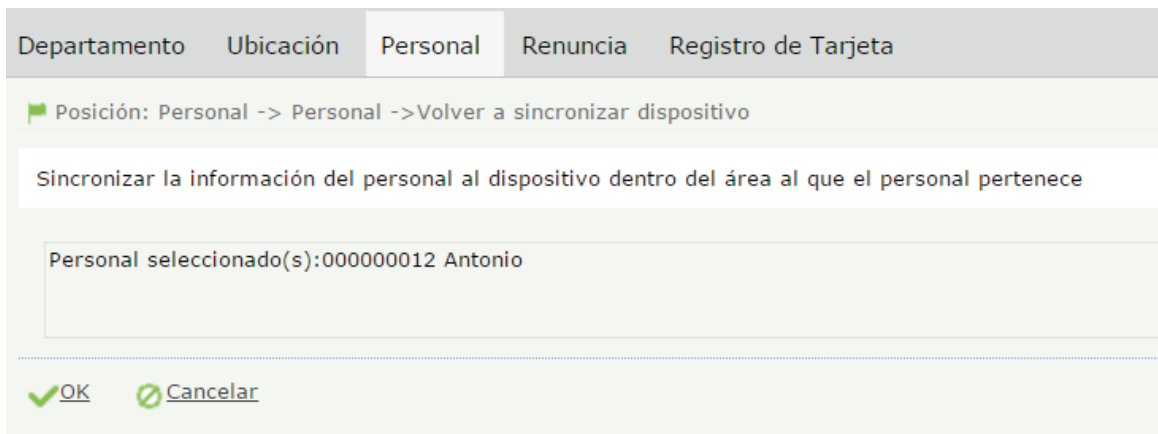 Departamento Ubicación Personal Renuncia Registro de Tarjeta
Posición: Personal -> Personal ->Volver a sincronizar dispositivo
Sincronizar la información del personal al dispositivo dentro del área al que el personal pertenece
Personal seleccionado(s):000000012 Antonio
OK Cancelar